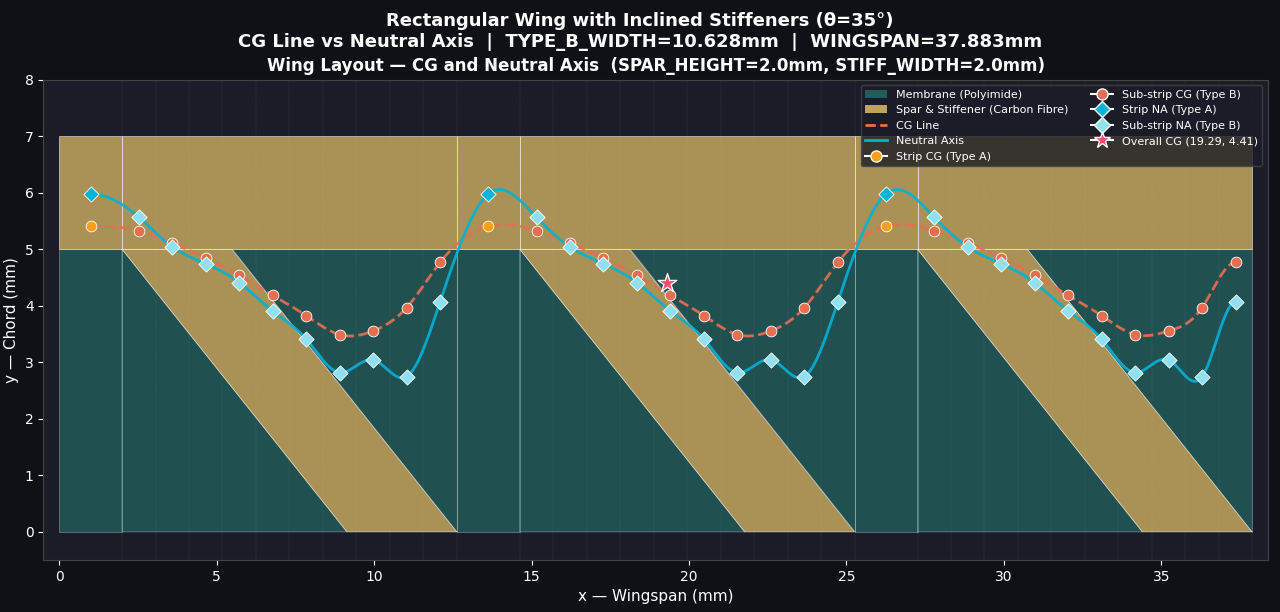 Rectangular Wing with Inclined Stiffeners (θ=35°)
CG Line vs Neutral Axis | TYPE_B_WIDTH=10.628mm | WINGSPAN=37.883mm
Wing Layout — CG and Neutral Axis (SPAR_HEIGHT=2.0mm, STIFF_WIDTH=2.0mm)
Membrane (Polyimide)
Spar & Stiffener (Carbon Fibre)
CG Line
Neutral Axis
Strip CG (Type A)
Sub-strip CG (Type B)
Strip NA (Type A)
Sub-strip NA (Type B)
Overall CG (19.29, 4.41)
y — Chord (mm)
8
7
6
5
4
3
2
1
0
0 5 10 15 20 25 30 35
x — Wingspan (mm)